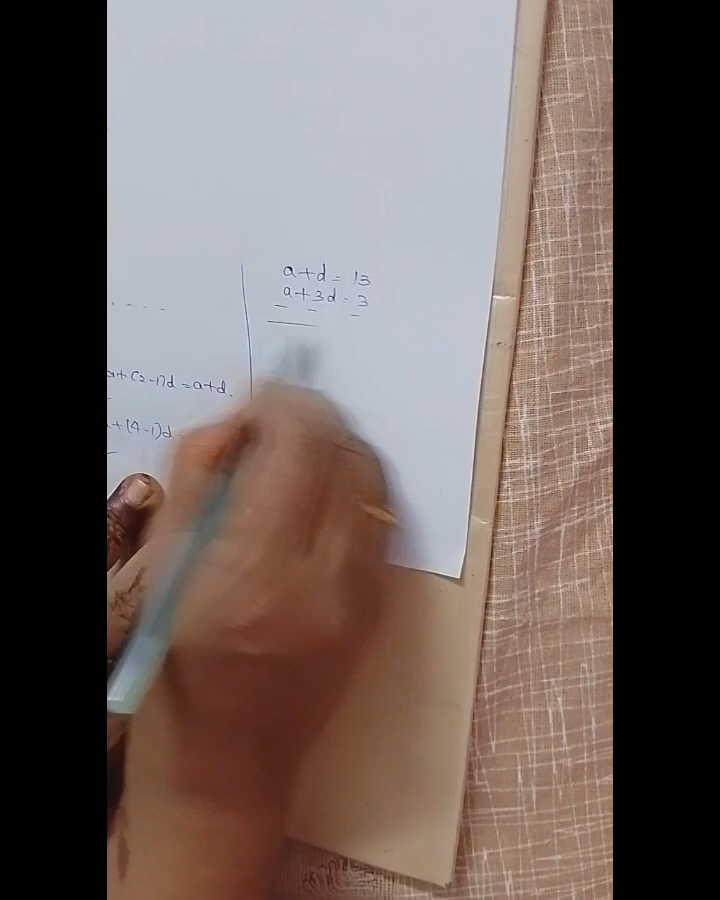 - - - -
a+(2-1)d = a+d.
+(4-1)d =
a+d = 13
a+3d = 3
- - -